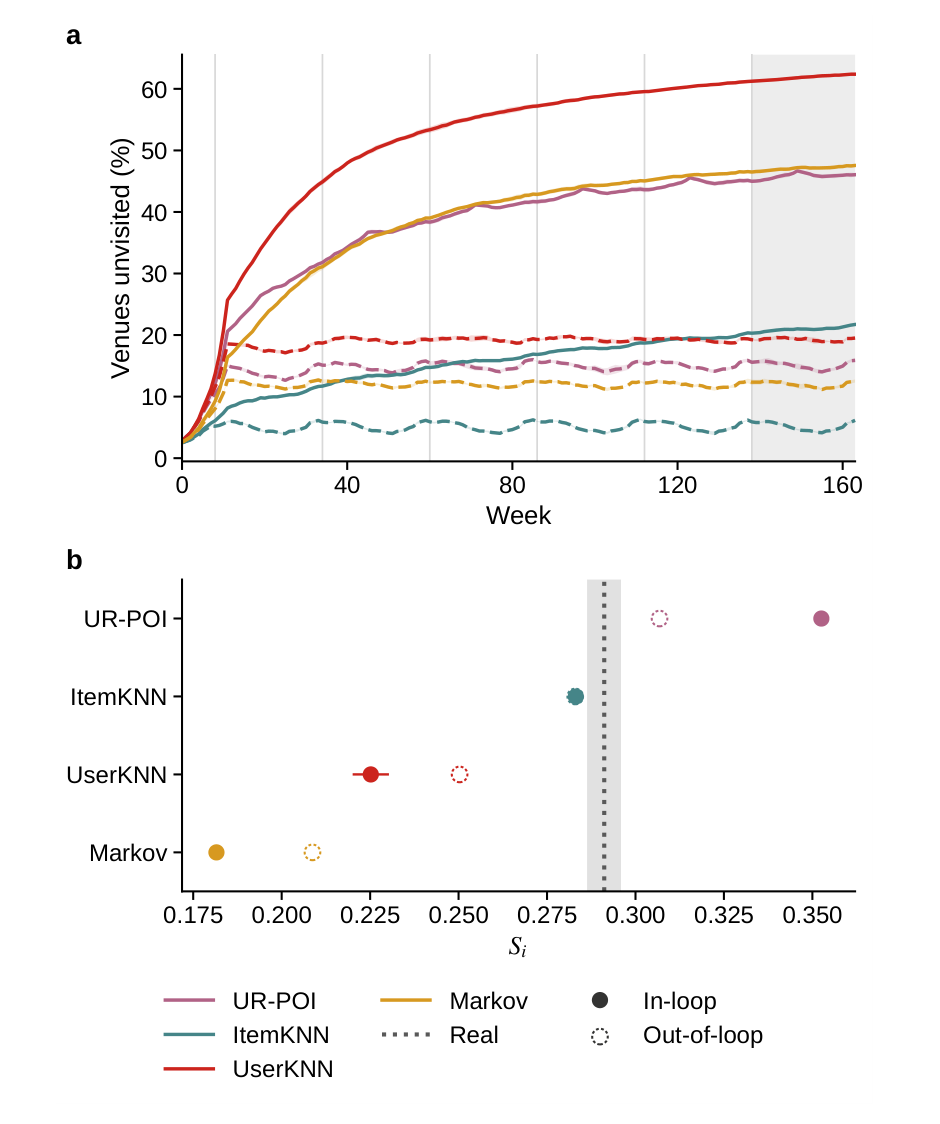 a
Venues unvisited (%)
60
50
40
30
20
10
0
0 40 80 120 160
Week
b
UR-POI
ItemKNN
UserKNN
Markov
0.175 0.200 0.225 0.250 0.275 0.300 0.325 0.350
Si
UR-POI Markov In-loop
ItemKNN Real Out-of-loop
UserKNN